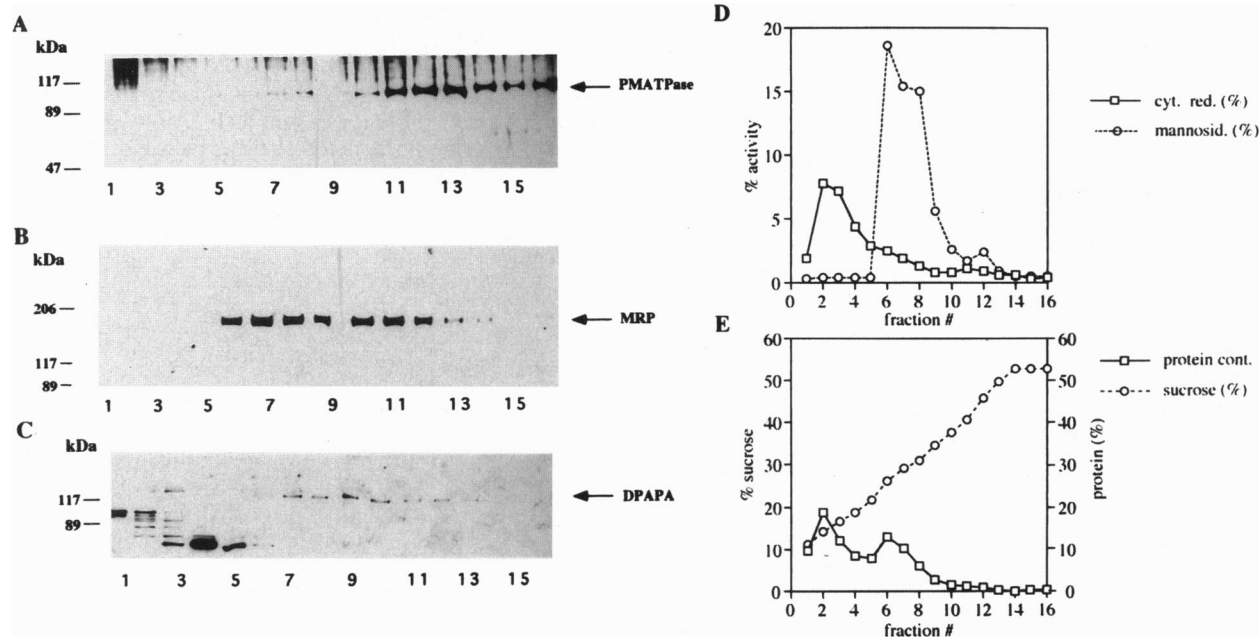 A
kDa
117
89
47
PMATPase
1 3 5 7 9 11 13 15
B
kDa
206
117
89
MRP
1 3 5 7 9 11 13 15
C
kDa
117
89
DPAPA
1 3 5 7 9 11 13 15
D
20
15
10
5
0
% activity
0 2 4 6 8 10 12 14 16
fraction #
cyt. red. (%)
mannosid. (%)
E
60
50
40
30
20
10
0
% sucrose
60
50
40
30
20
10
0
protein (%)
0 2 4 6 8 10 12 14 16
fraction #
protein cont.
sucrose (%)